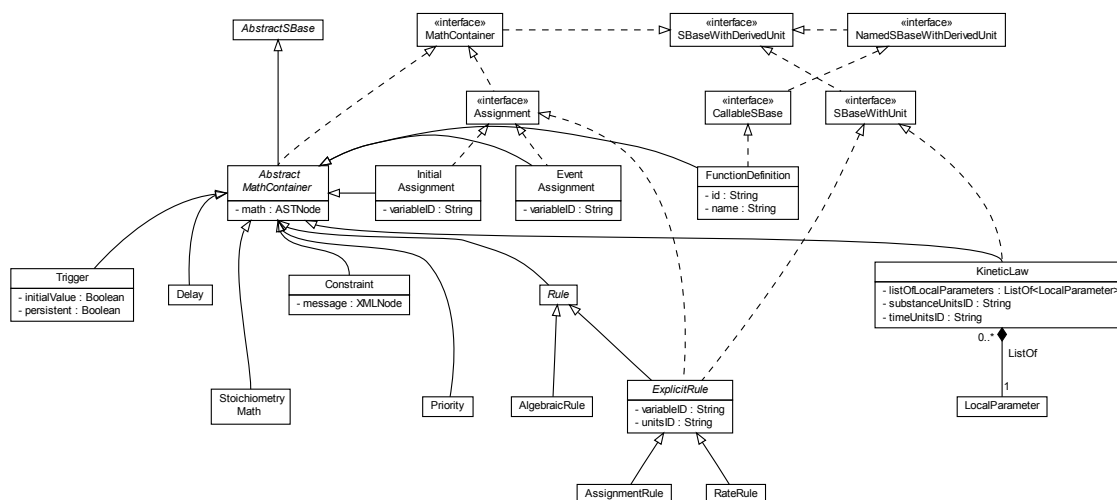 AbstractSBase
«interface»
MathContainer
«interface»
SBaseWithDerivedUnit
«interface»
NamedSBaseWithDerivedUnit
«interface»
Assignment
«interface»
CallableSBase
«interface»
SBaseWithUnit
Abstract
MathContainer
- math : ASTNode
Initial
Assignment
- variableID : String
Event
Assignment
- variableID : String
FunctionDefinition
- id : String
- name : String
Trigger
- initialValue : Boolean
- persistent : Boolean
Delay
Constraint
- message : XMLNode
Rule
KineticLaw
- listOfLocalParameters : ListOf<LocalParameter>
- substanceUnitsID : String
- timeUnitsID : String
0..*
ListOf
1
LocalParameter
Stoichiometry
Math
Priority
AlgebraicRule
ExplicitRule
- variableID : String
- unitsID : String
AssignmentRule
RateRule